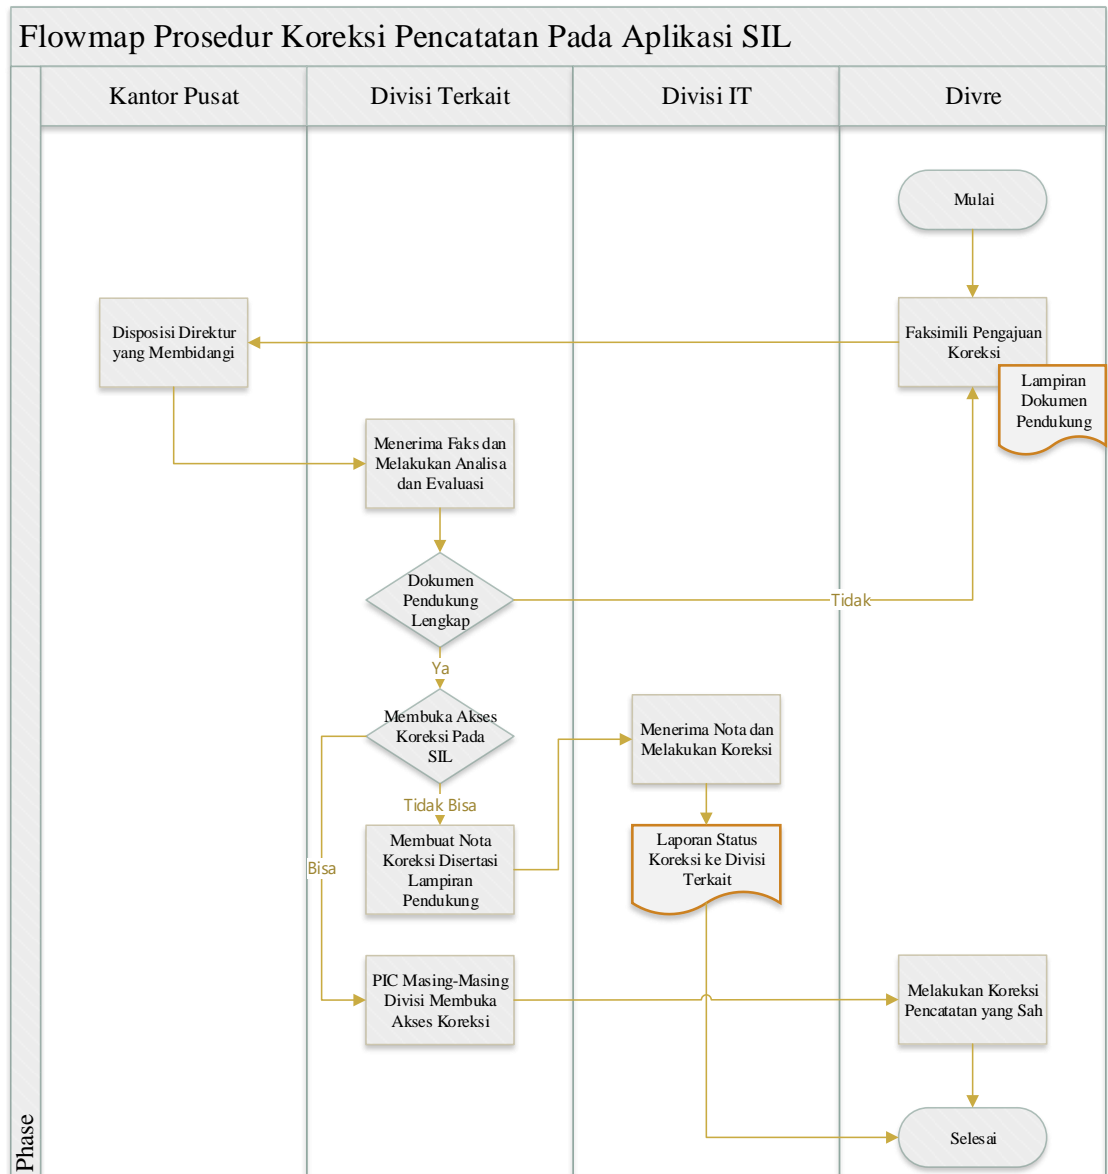 Flowmap Prosedur Koreksi Pencatatan Pada Aplikasi SIL
Kantor Pusat
Divisi Terkait
Divisi IT
Divre
Mulai
Disposisi Direktur
yang Membidangi
Faksimili Pengajuan
Koreksi
Lampiran
Dokumen
Pendukung
Menerima Faks dan
Melakukan Analisa
dan Evaluasi
Dokumen
Pendukung
Lengkap
Tidak
Ya
Membuka Akses
Koreksi Pada
SIL
Menerima Nota dan
Melakukan Koreksi
Tidak Bisa
Membuat Nota
Koreksi Disertasi
Lampiran
Pendukung
Laporan Status
Koreksi ke Divisi
Terkait
Bisa
PIC Masing-Masing
Divisi Membuka
Akses Koreksi
Melakukan Koreksi
Pencatatan yang Sah
Selesai
Phase